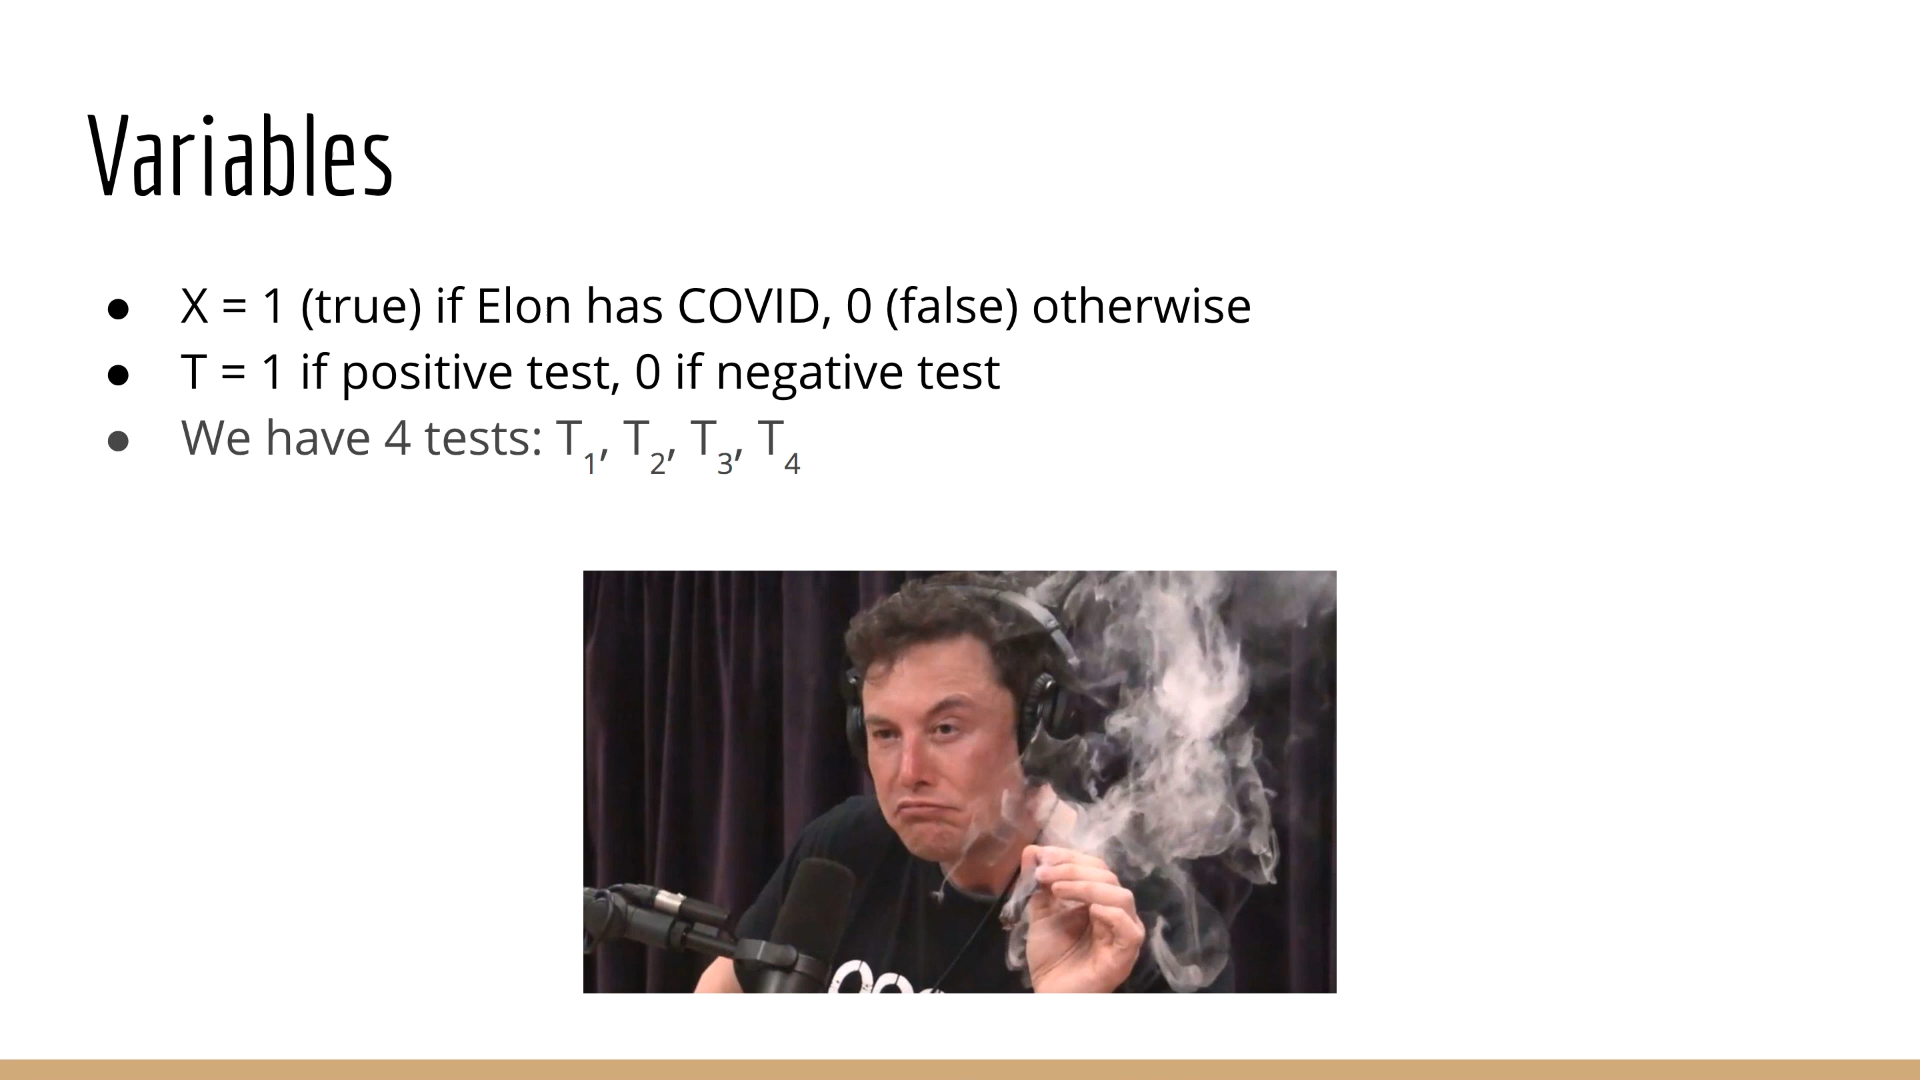 Variables
● X = 1 (true) if Elon has COVID, 0 (false) otherwise
● T = 1 if positive test, 0 if negative test
● We have 4 tests: T₁, T₂, T₃, T₄